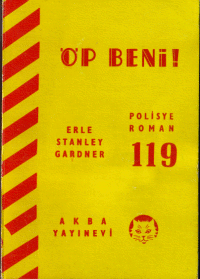 ÖP BENİ!
ERLE
STANLEY
GARDNER
POLİSYE
ROMAN
119
AKBA
YAYINEVİ